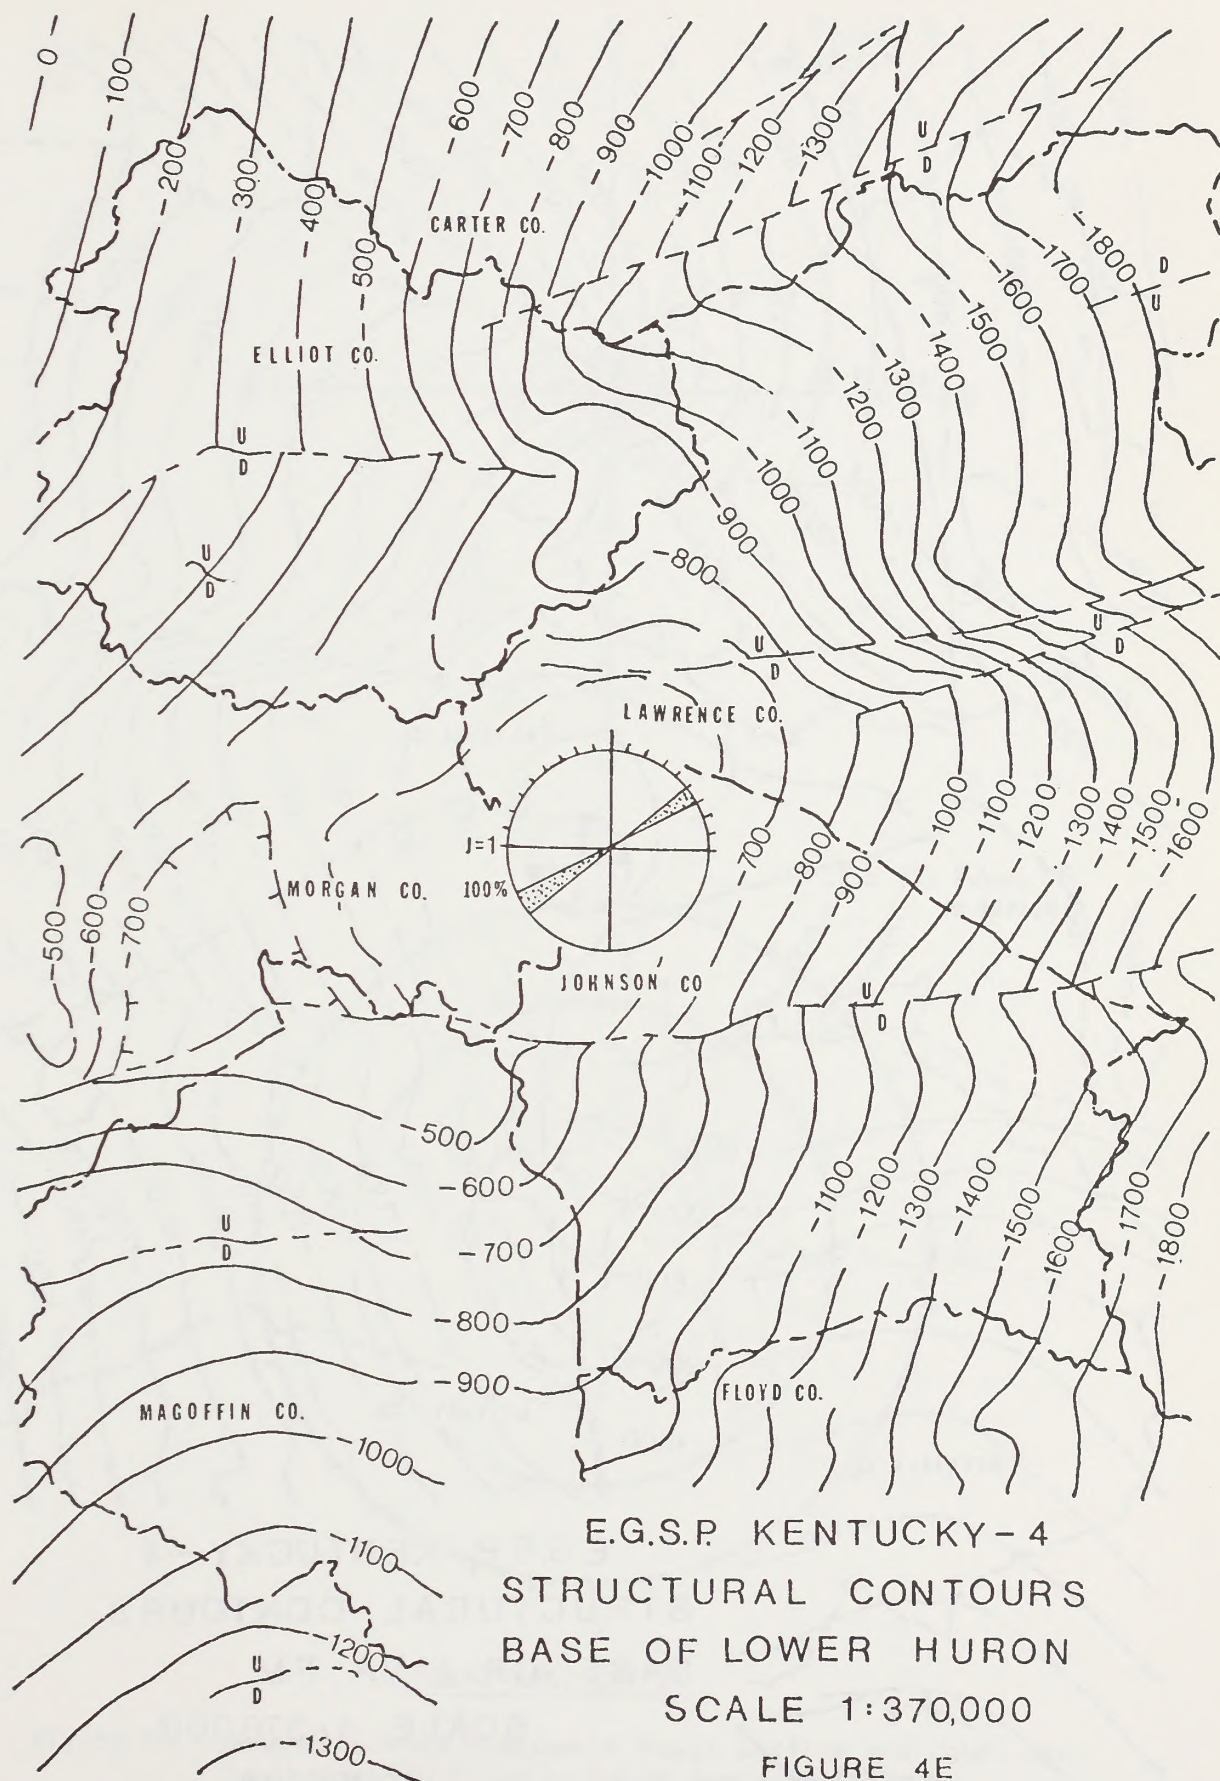 0
-100
-200
-300
-400
-500
-600
-700
-800
-900
-1000
-1100
-1200
-1300
U
D
CARTER CO.
-1800
-1700
-1600
-1500
-1400
-1300
-1200
-1100
-1000
-900
-800
D
U
ELLIOT CO.
U
D
U
D
U
D
U
D
LAWRENCE CO.
J=1
100%
MORGAN CO.
-500
-600
-700
-700
-800
-900
-1000
-1100
-1200
-1300
-1400
-1500
-1600
JOHNSON CO
U
D
-500
-600
-700
-800
-900
-1000
-1100
-1200
-1300
-1100
-1200
-1300
-1400
-1500
-1600
-1700
-1800
U
D
MAGOFFIN CO.
FLOYD CO.
U
D
E.G.S.P. KENTUCKY-4
STRUCTURAL CONTOURS
BASE OF LOWER HURON
SCALE 1:370,000
FIGURE 4E